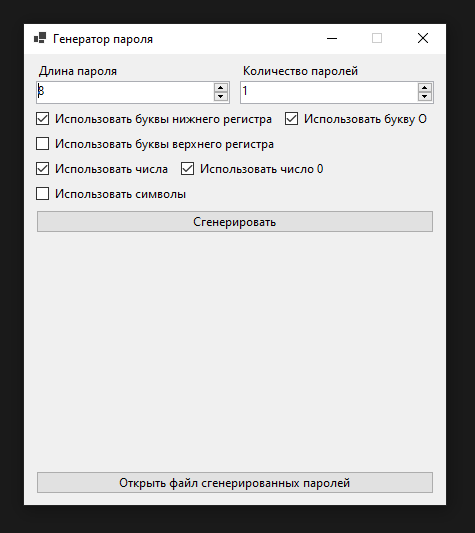 Генератор пароля
Длина пароля Количество паролей
8 1
Использовать буквы нижнего регистра Использовать букву О
Использовать буквы верхнего регистра
Использовать числа Использовать число 0
Использовать символы
Сгенерировать
Открыть файл сгенерированных паролей